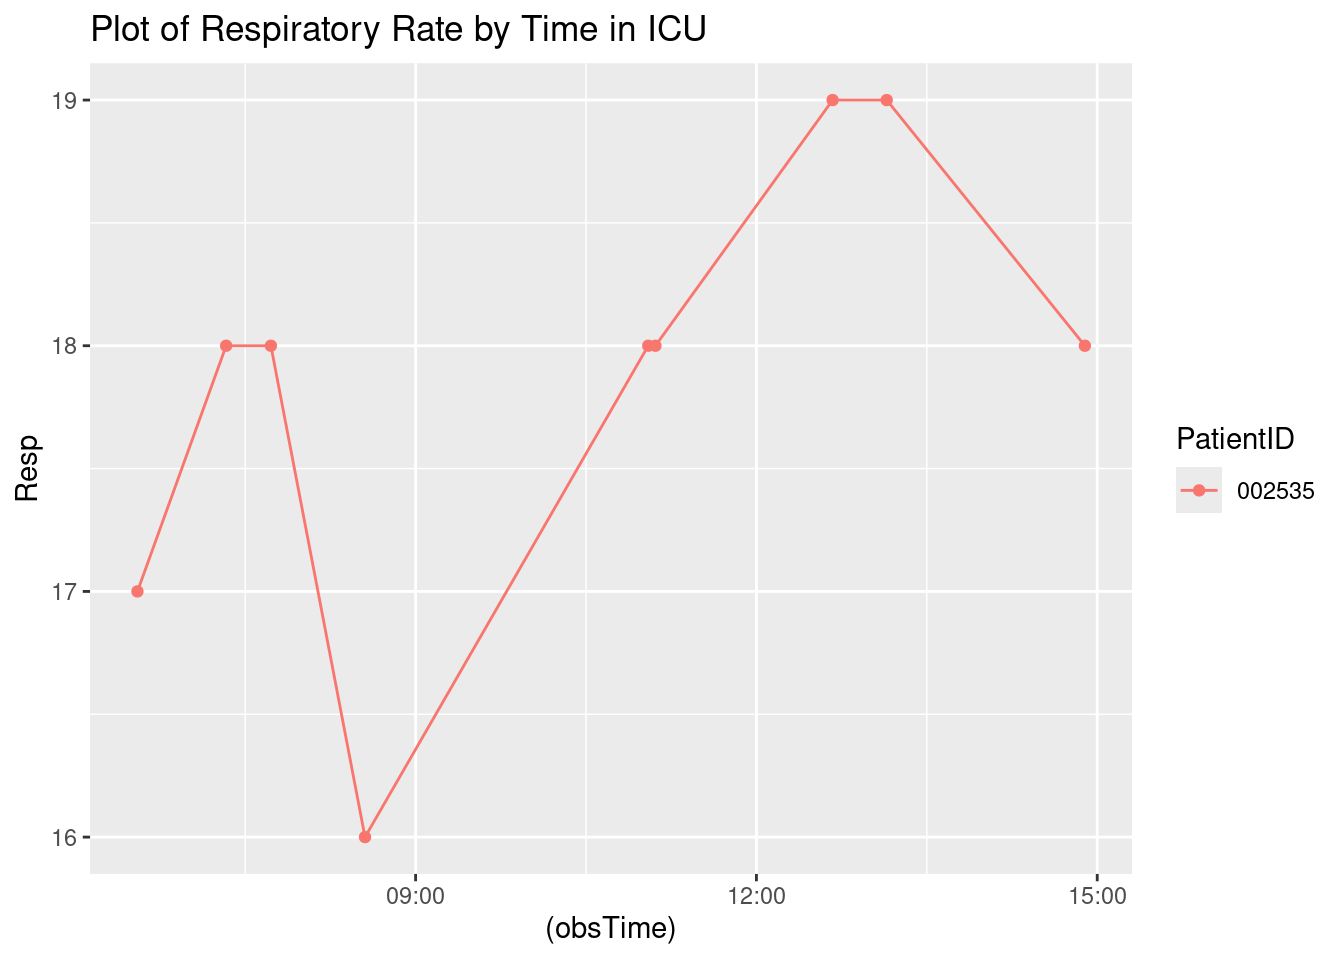 Plot of Respiratory Rate by Time in ICU
19
18
17
16
Resp
09:00
12:00
15:00
(obsTime)
PatientID
002535